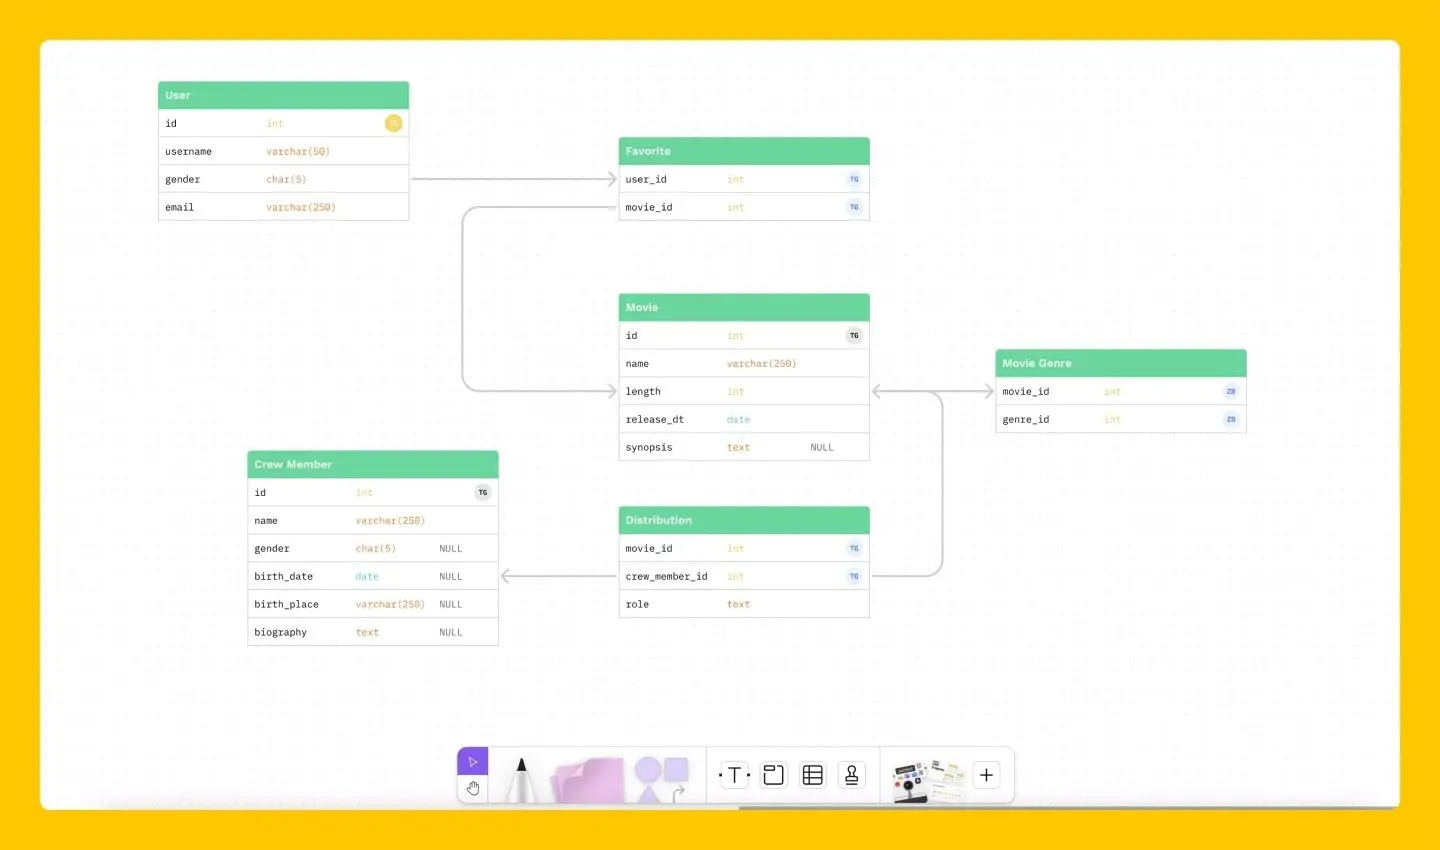 User
id int
username varchar(50)
gender char(5)
email varchar(250)
Favorite
user_id int TG
movie_id int TG
Movie
id int TG
name varchar(250)
length int
release_dt date
synopsis text NULL
Movie Genre
movie_id int ZB
genre_id int ZB
Crew Member
id int TG
name varchar(250)
gender char(5) NULL
birth_date date NULL
birth_place varchar(250) NULL
biography text NULL
Distribution
movie_id int TG
crew_member_id int TG
role text
T